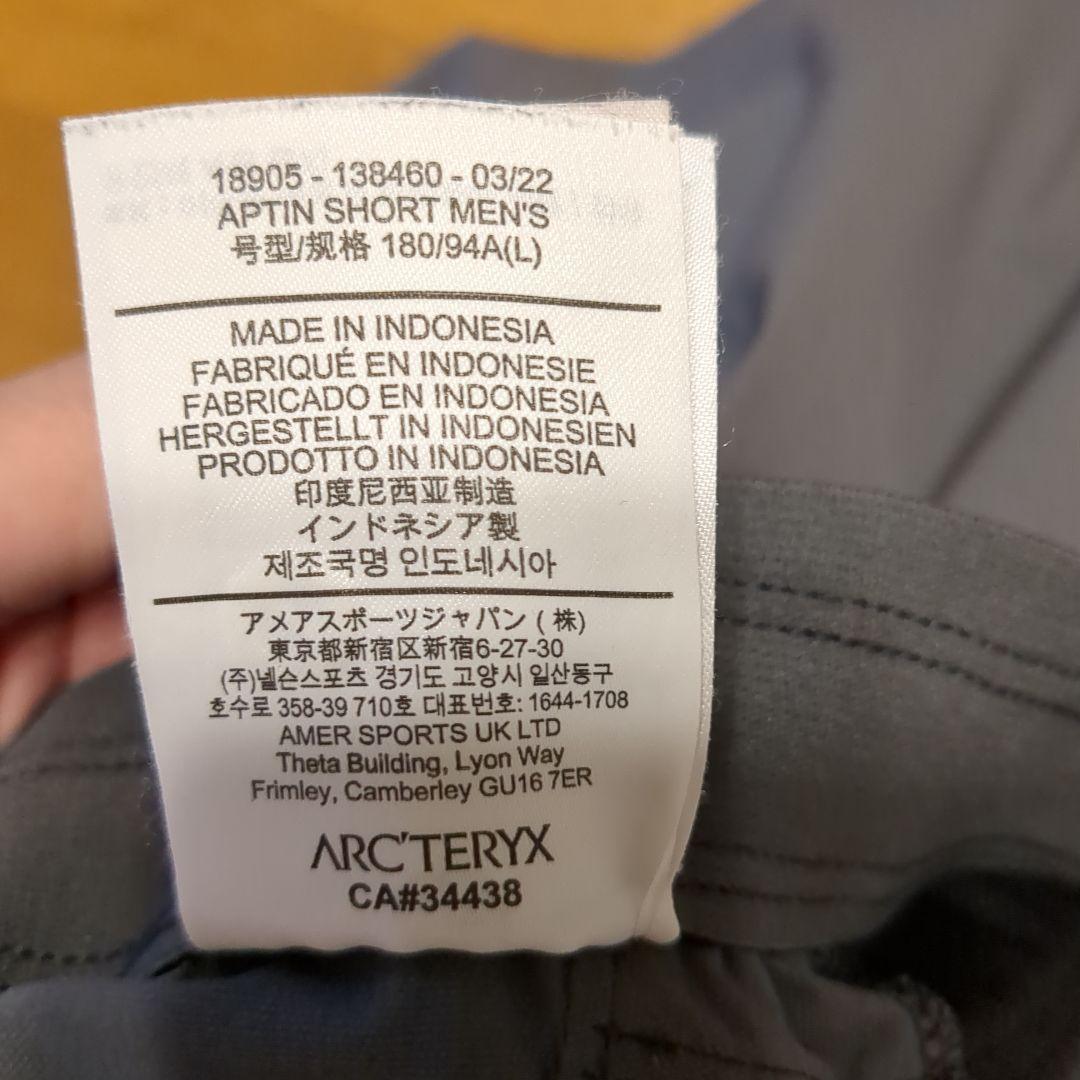 18905 - 138460 - 03/22
APTIN SHORT MEN'S
号型/规格 180/94A(L)
MADE IN INDONESIA
FABRIQUÉ EN INDONESIE
FABRICADO EN INDONESIA
HERGESTELLT IN INDONESIEN
PRODOTTO IN INDONESIA
印度尼西亚制造
インドネシア製
제조국명 인도네시아
アメアスポーツジャパン ( 株)
東京都新宿区新宿6-27-30
(주)넬슨스포츠 경기도 고양시 일산동구
호수로 358-39 710호 대표번호: 1644-1708
AMER SPORTS UK LTD
Theta Building, Lyon Way
Frimley, Camberley GU16 7ER
ARC'TERYX
CA#34438